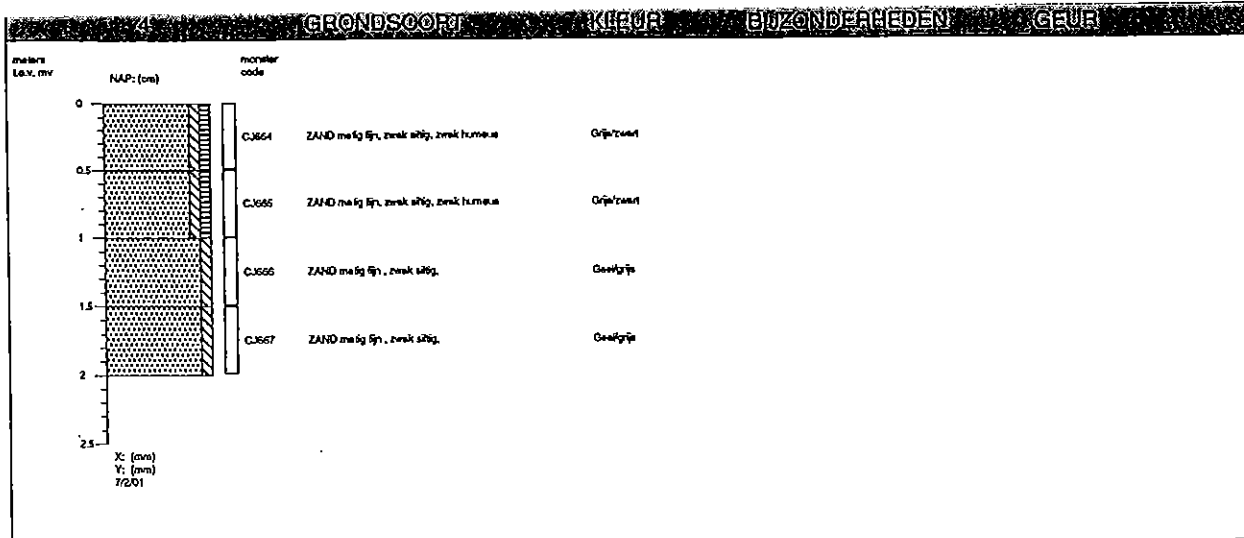 4 GRONDSOORT KLEUR BIJZONDERHEDEN GEUR
meters
t.o.v. mv
NAP: (cm)
monster
code
0
CJ664 ZAND matig fijn, zwak siltig, zwak humeus Grijs/zwart
0.5
CJ665 ZAND matig fijn, zwak siltig, zwak humeus Grijs/zwart
1
CJ666 ZAND matig fijn , zwak siltig, Geel/grijs
1.5
CJ667 ZAND matig fijn , zwak siltig, Geel/grijs
2
2.5
X: (mm)
Y: (mm)
7/2/01